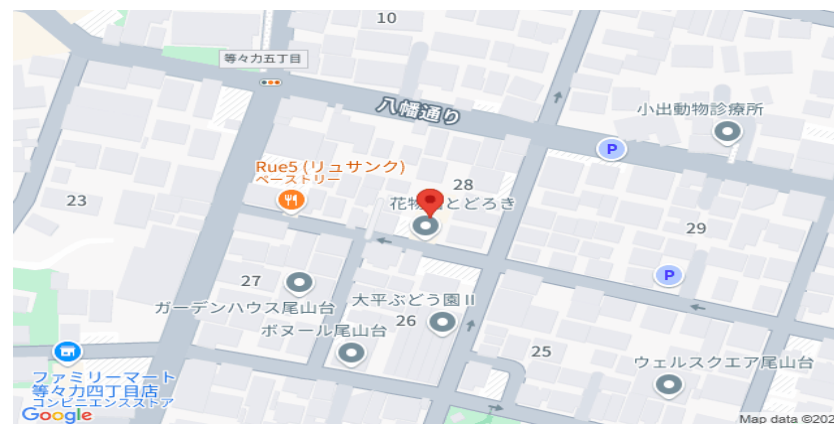 10
等々力五丁目
八幡通り
小出動物診療所
P
Rue5 (リュサンク)
ペーストリー
28
23
花物
とどろき
29
27
P
ガーデンハウス尾山台
大平ぶどう園 II
26
ボヌール尾山台
25
ウェルスクエア尾山台
ファミリーマート
等々力四丁目店
コンビニエンスストア
Google
Map data ©202